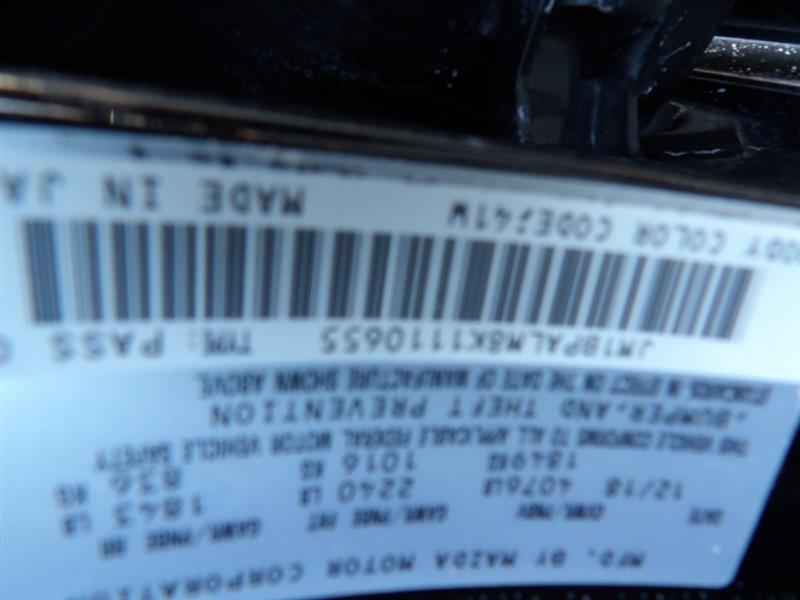 MFD. BY MAZDA MOTOR CORPORATION
DATE GVWR/PNBV GAWR/PNBE FRT GAWR/PNBE RR
12/18 4076LB 2240 LB 1843 LB
1849KG 1016 KG 836 KG
THIS VEHICLE CONFORMS TO ALL APPLICABLE FEDERAL MOTOR VEHICLE SAFETY
,BUMPER,AND THEFT PREVENTION
STANDARDS IN EFFECT ON THE DATE OF MANUFACTURE SHOWN ABOVE.
JM1BPALM8K1110655 TYPE: PASS
BODY COLOR CODE:41W MADE IN JA